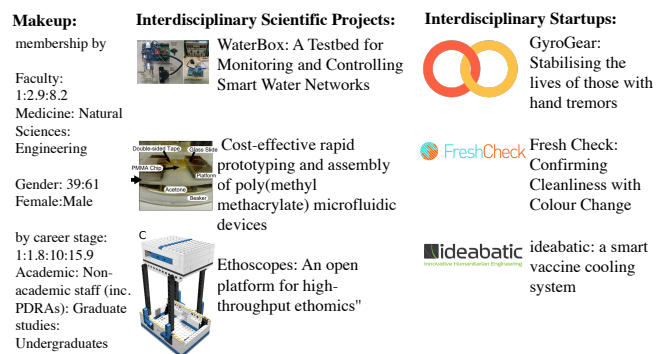 Makeup:
membership by
Faculty:
1:2.9:8.2
Medicine: Natural
Sciences:
Engineering
Gender: 39:61
Female:Male
by career stage:
1:1.8:10:15.9
Academic: Non-
academic staff (inc.
PDRAs): Graduate
studies:
Undergraduates
Interdisciplinary Scientific Projects:
WaterBox: A Testbed for
Monitoring and Controlling
Smart Water Networks
Double-sided Tape
Glass Slide
PMMA Chip
Platform
Acetone
Beaker
Cost-effective rapid
prototyping and assembly
of poly(methyl
methacrylate) microfluidic
devices
C
Ethoscopes: An open
platform for high-
throughput ethomics"
Interdisciplinary Startups:
GyroGear:
Stabilising the
lives of those with
hand tremors
FreshCheck
Fresh Check:
Confirming
Cleanliness with
Colour Change
ideabatic
Innovative Humanitarian Engineering
ideabatic: a smart
vaccine cooling
system